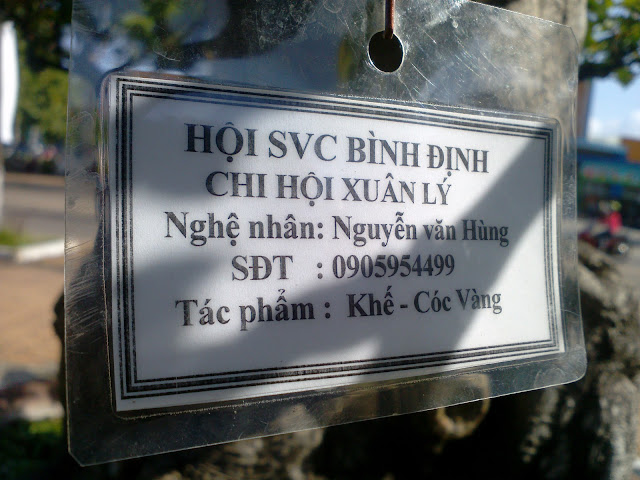 HỘI SVC BÌNH ĐỊNH
CHI HỘI XUÂN LÝ
Nghệ nhân: Nguyễn văn Hùng
SĐT : 0905954499
Tác phẩm : Khế - Cóc Vàng